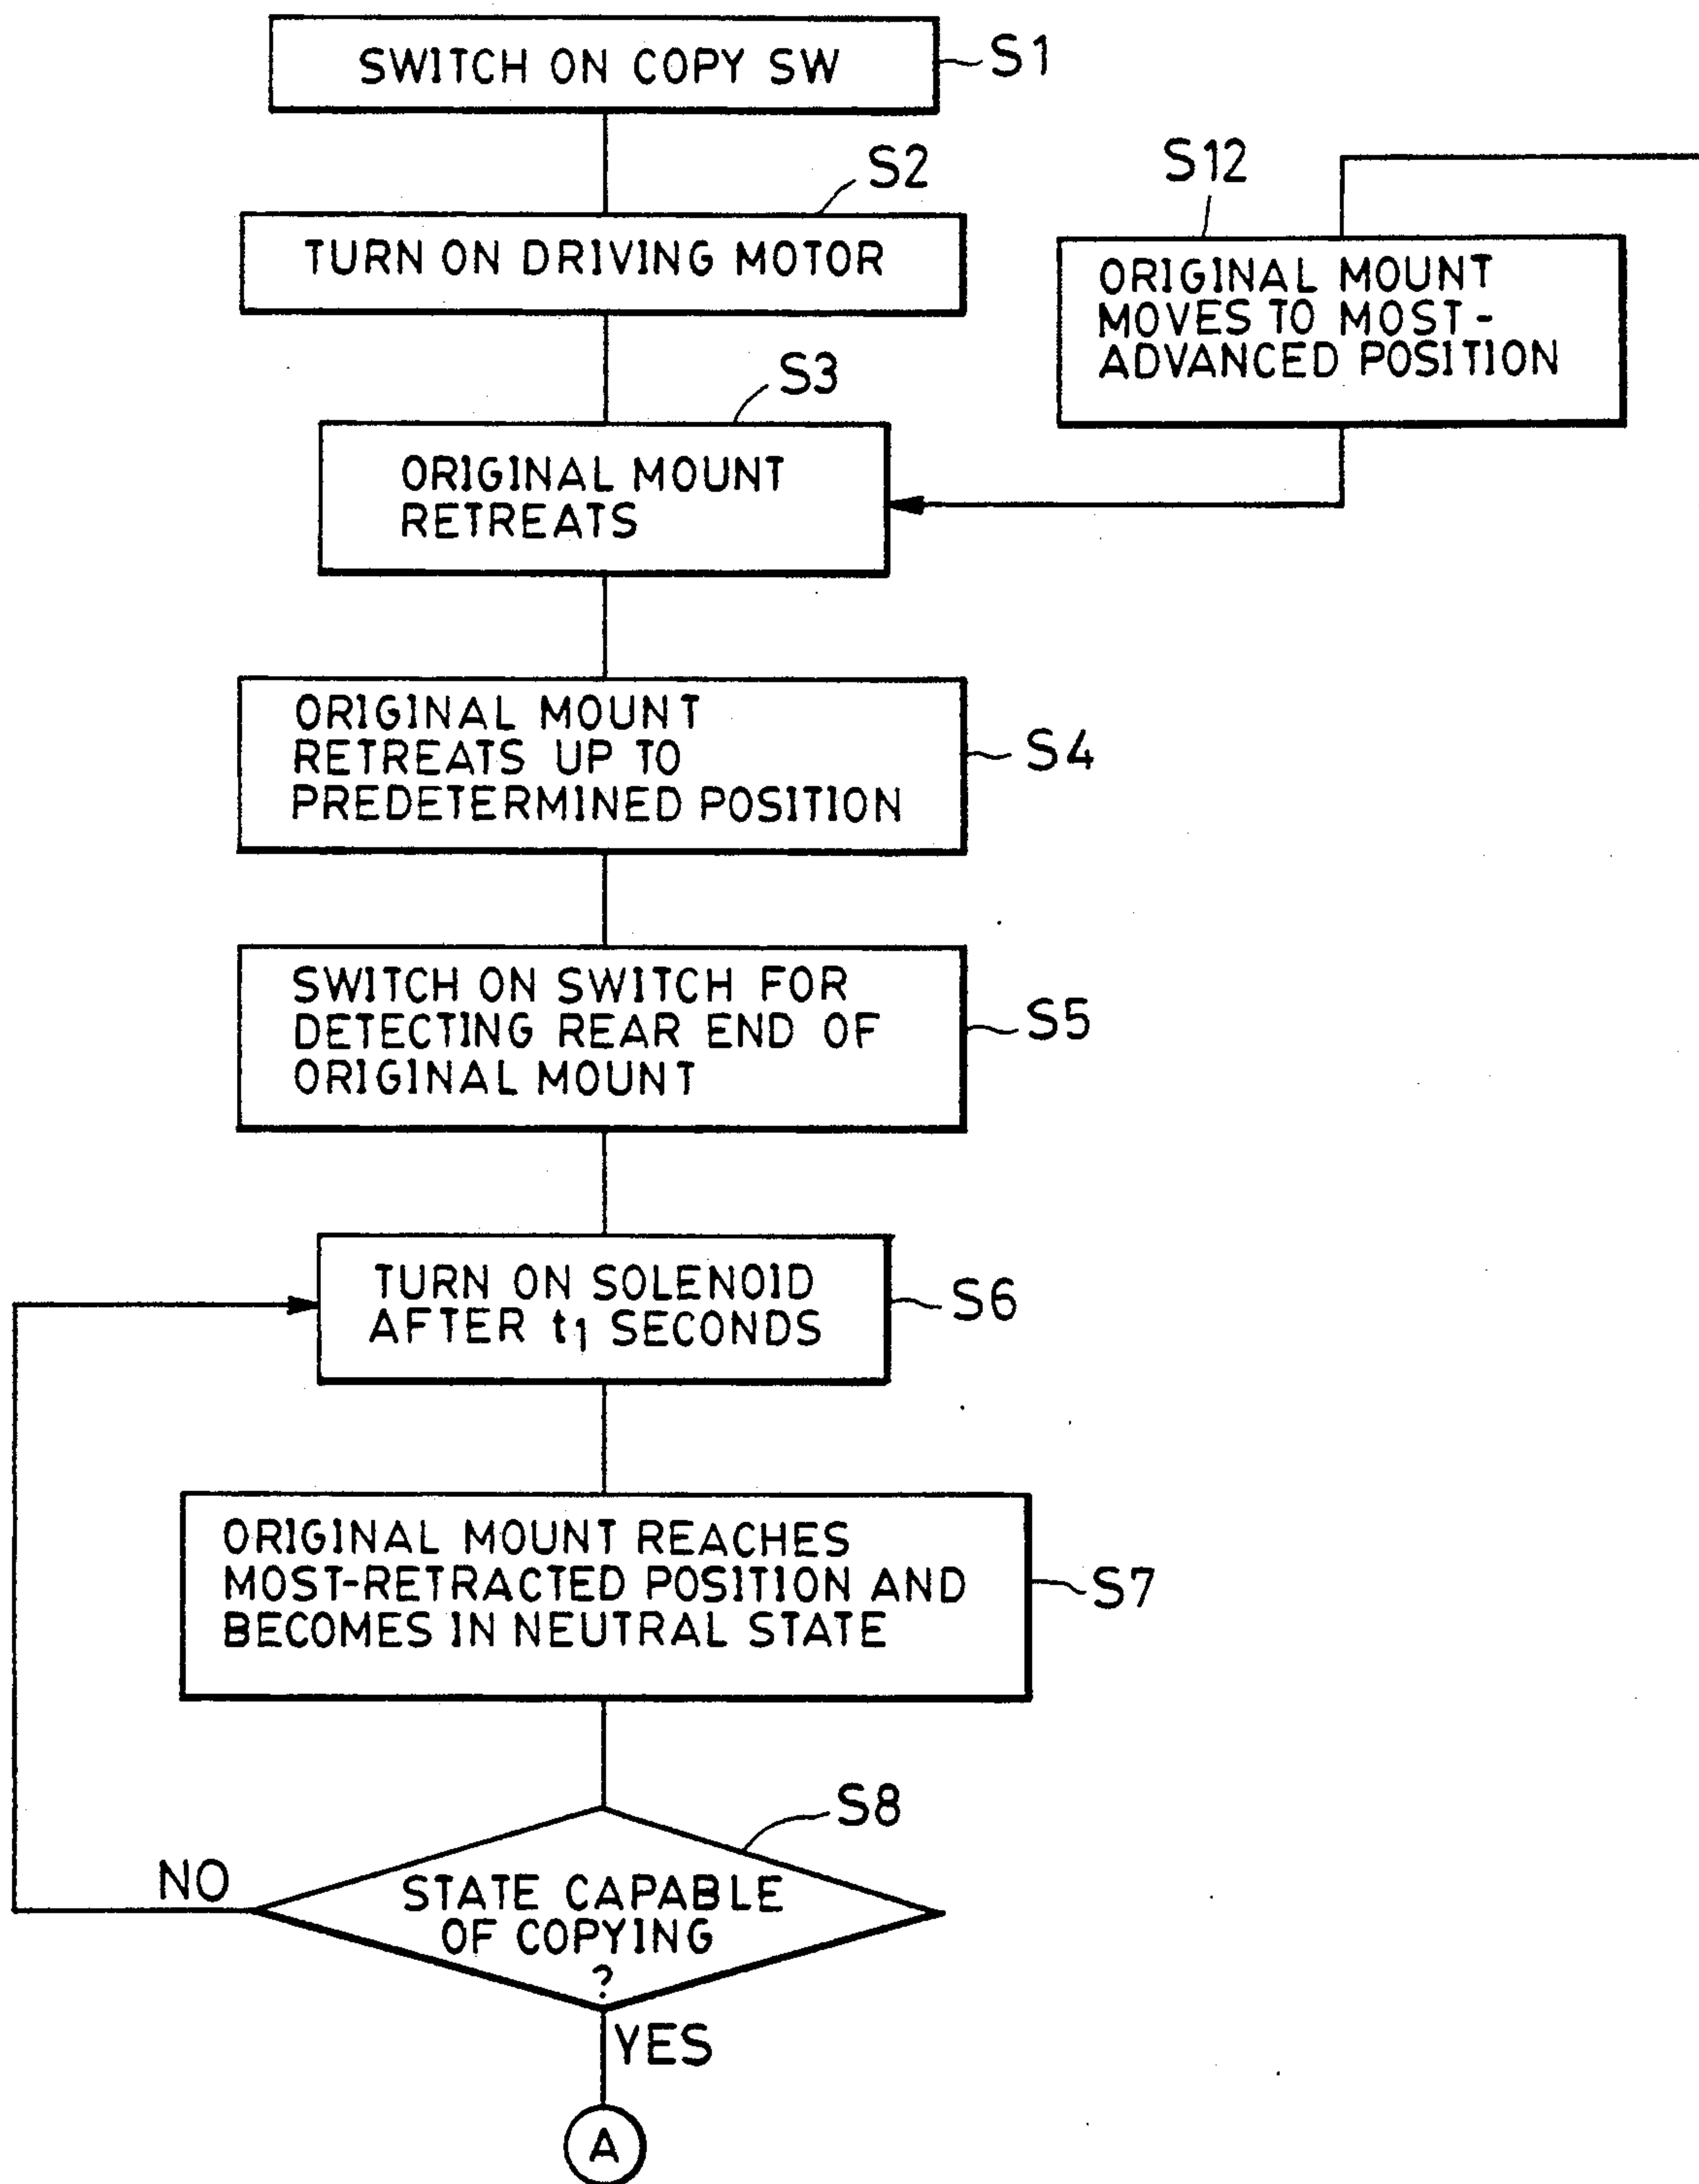 SWITCH ON COPY SW
S1
S2
TURN ON DRIVING MOTOR
S12
ORIGINAL MOUNT
MOVES TO MOST-
ADVANCED POSITION
S3
ORIGINAL MOUNT
RETREATS
ORIGINAL MOUNT
RETREATS UP TO
PREDETERMINED POSITION
S4
SWITCH ON SWITCH FOR
DETECTING REAR END OF
ORIGINAL MOUNT
S5
TURN ON SOLENOID
AFTER t1 SECONDS
S6
ORIGINAL MOUNT REACHES
MOST-RETRACTED POSITION AND
BECOMES IN NEUTRAL STATE
S7
S8
NO
STATE CAPABLE
OF COPYING
?
YES
A